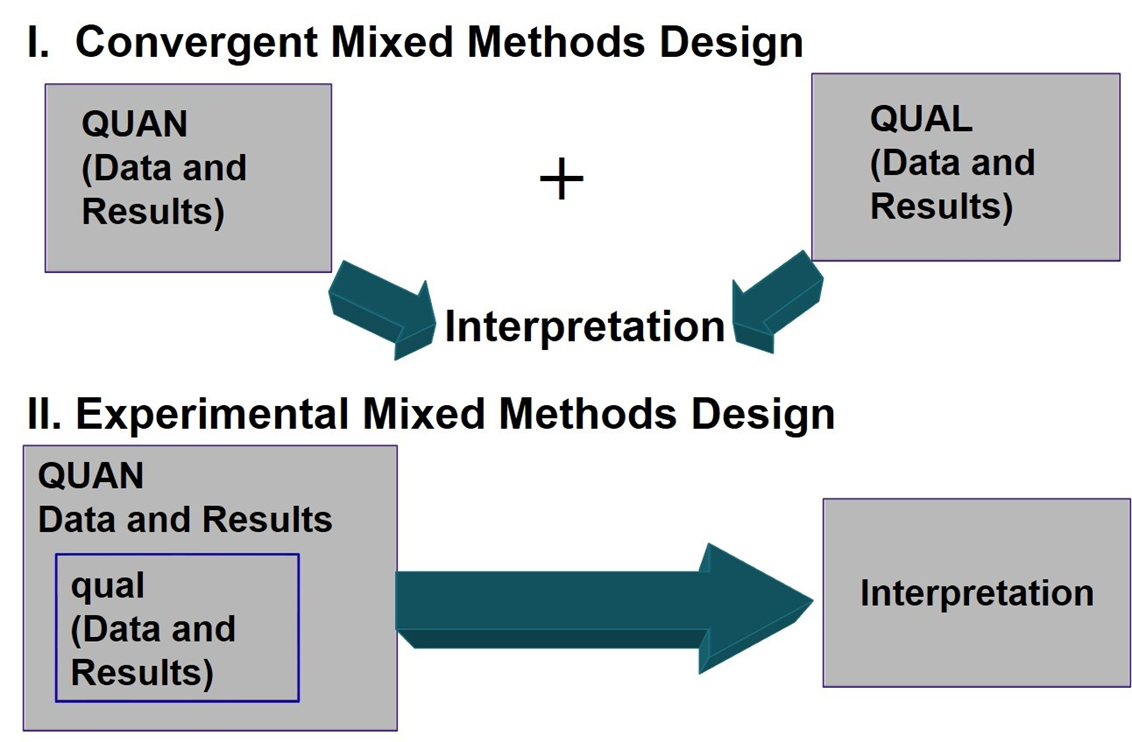 I. Convergent Mixed Methods Design
QUAN
(Data and
Results)
+
QUAL
(Data and
Results)
Interpretation
II. Experimental Mixed Methods Design
QUAN
Data and Results
qual
(Data and
Results)
Interpretation